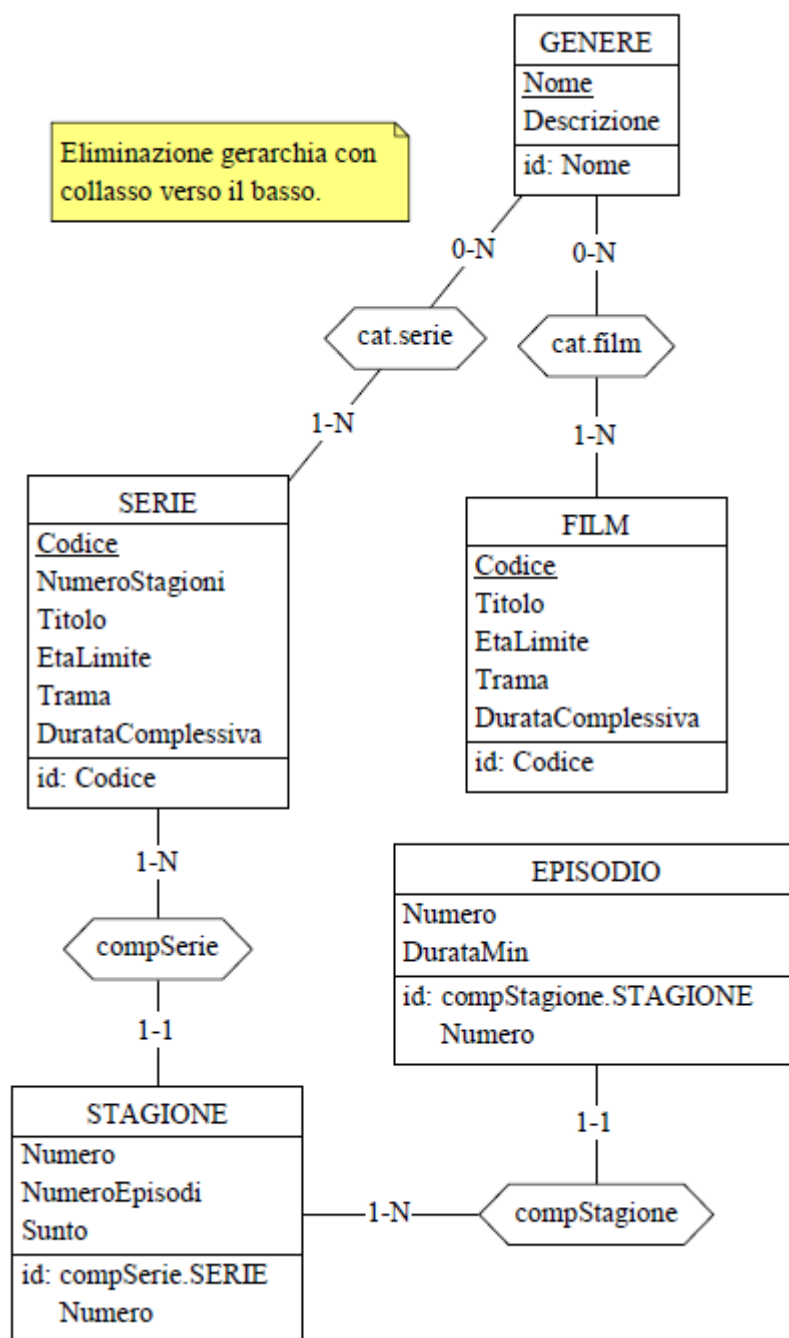 GENERE
Nome
Descrizione
id: Nome
Eliminazione gerarchia con
collasso verso il basso.
0-N
0-N
cat.serie
cat.film
1-N
1-N
SERIE
Codice
NumeroStagioni
Titolo
EtaLimite
Trama
DurataComplessiva
id: Codice
FILM
Codice
Titolo
EtaLimite
Trama
DurataComplessiva
id: Codice
1-N
compSerie
1-1
EPISODIO
Numero
DurataMin
id: compStagione.STAGIONE
Numero
1-1
STAGIONE
Numero
NumeroEpisodi
Sunto
id: compSerie.SERIE
Numero
1-N
compStagione